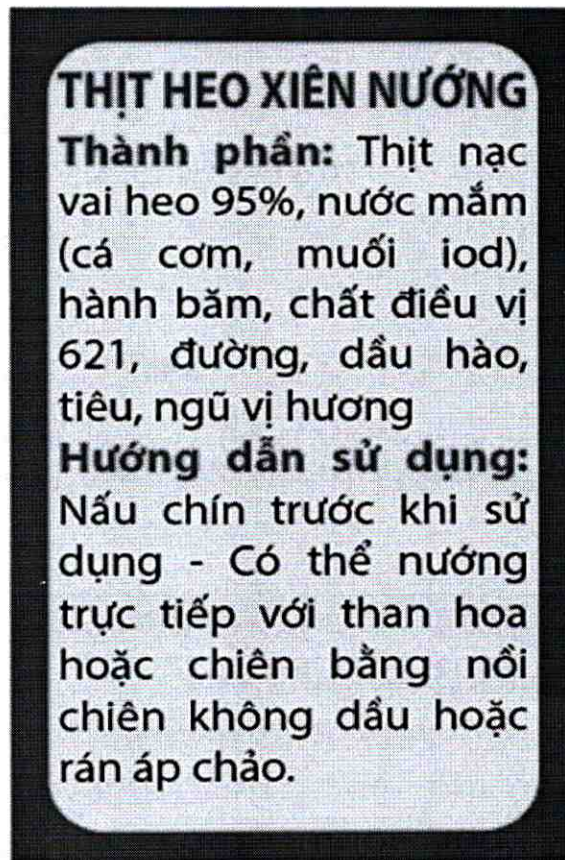 THỊT HEO XIÊN NƯỚNG
Thành phần: Thịt nạc
vai heo 95%, nước mắm
(cá cơm, muối iod),
hành băm, chất điều vị
621, đường, dầu hào,
tiêu, ngũ vị hương
Hướng dẫn sử dụng:
Nấu chín trước khi sử
dụng - Có thể nướng
trực tiếp với than hoa
hoặc chiên bằng nồi
chiên không dầu hoặc
rán áp chảo.